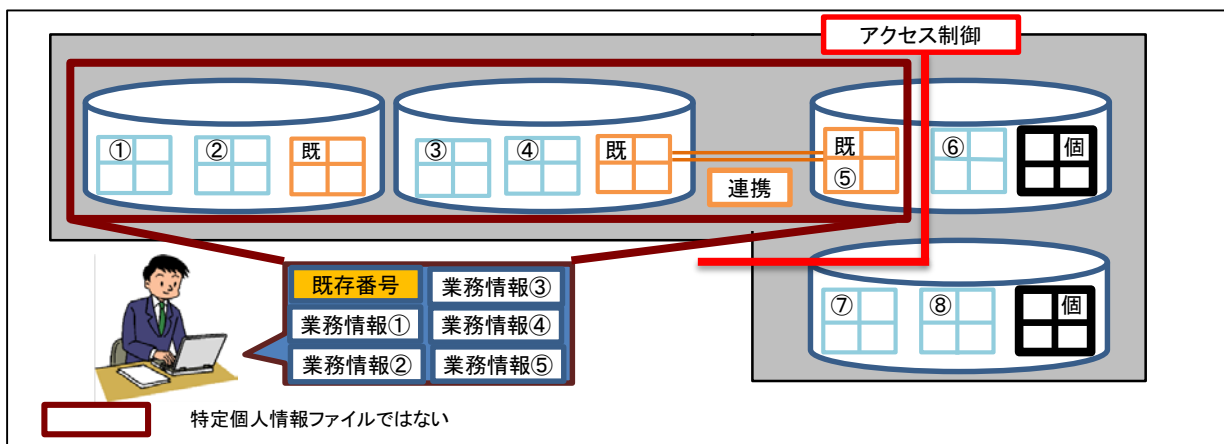 アクセス制御
① ② 既 ③ ④ 既 既 ⑥ 個
⑤
連携
既存番号 業務情報③
業務情報① 業務情報④
業務情報② 業務情報⑤
⑦ ⑧ 個
特定個人情報ファイルではない